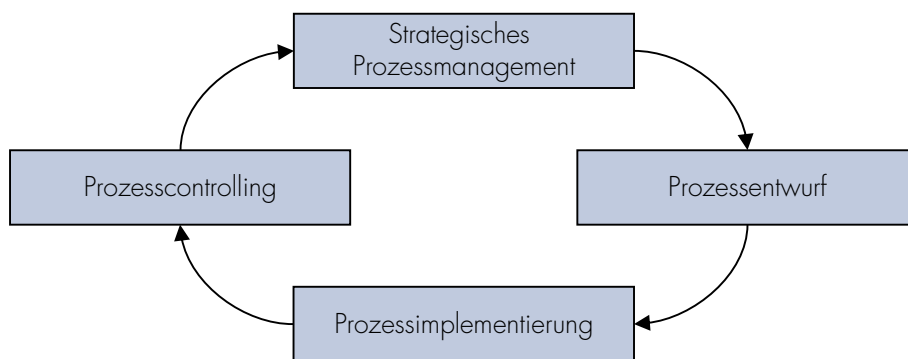 Strategisches
Prozessmanagement
Prozesscontrolling
Prozessentwurf
Prozessimplementierung